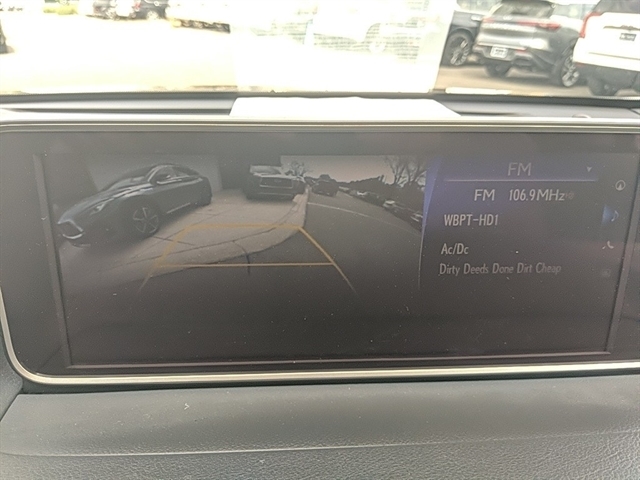 FM
FM 106.9MHz
WBPT-HD1
Ac/Dc
Dirty Deeds Done Dirt Cheap